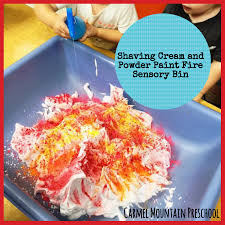 Shaving Cream and
Powder Paint Fire
Sensory Bin
Carmel Mountain Preschool